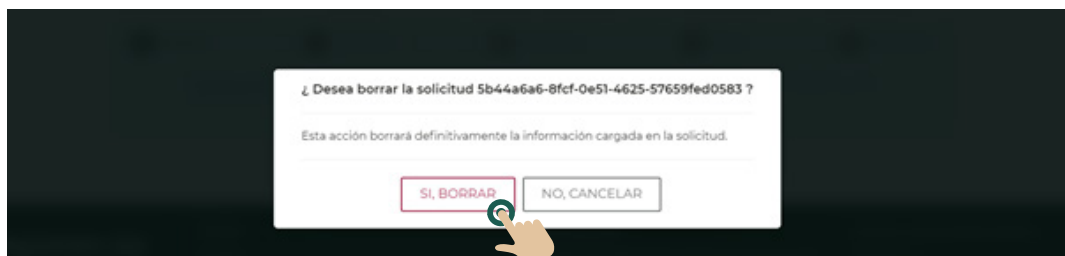 ¿ Desea borrar la solicitud 5b44a6a6-8fcf-0e51-4625-57659fed0583 ?
Esta acción borrará definitivamente la información cargada en la solicitud.
SI, BORRAR
NO, CANCELAR